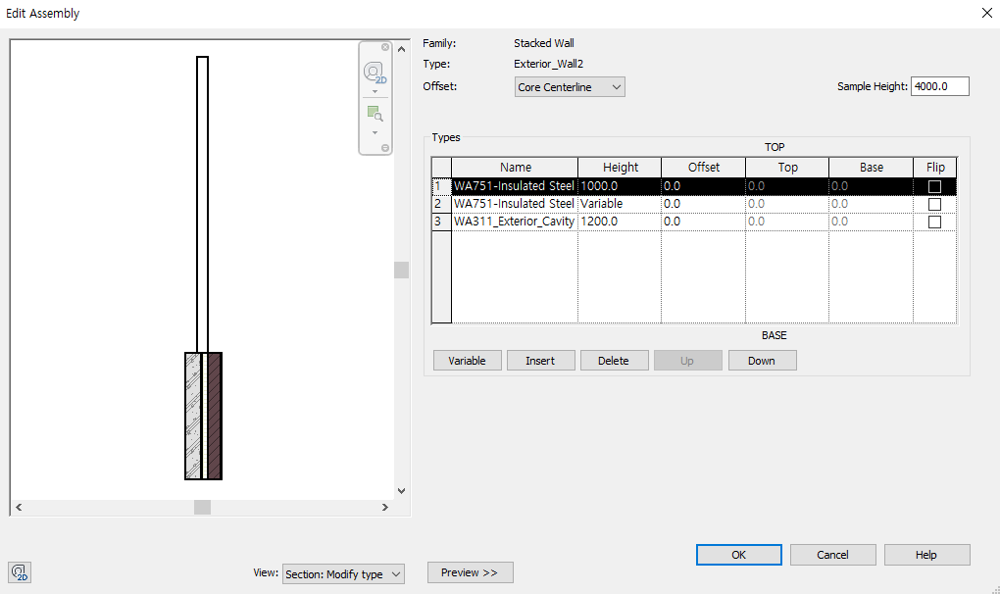 Edit Assembly
Family: Stacked Wall
Type: Exterior_Wall2
Offset: Core Centerline
Sample Height: 4000.0
Types
TOP
Name Height Offset Top Base Flip
1 WA751-Insulated Steel 1000.0 0.0 0.0 0.0
2 WA751-Insulated Steel Variable 0.0 0.0 0.0
3 WA311_Exterior_Cavity 1200.0 0.0 0.0 0.0
BASE
Variable Insert Delete Up Down
2D
OK Cancel Help
2D
View: Section: Modify type Preview >>